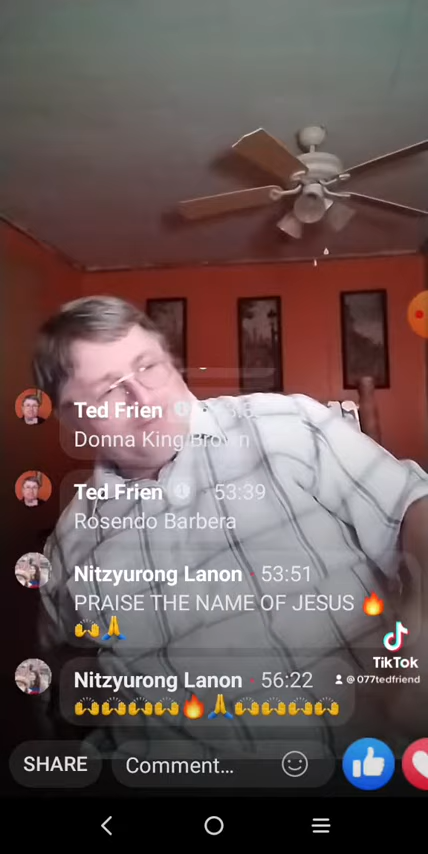 Ted Frien
Donna King Brown
Ted Frien 53:39
Rosendo Barbera
Nitzyurong Lanon · 53:51
PRAISE THE NAME OF JESUS 🔥
🙌🙏
TikTok
@077tedfriend
Nitzyurong Lanon · 56:22
🙌🙌🙌🙌🔥🙏🙌🙌🙌🙌
SHARE
Comment...